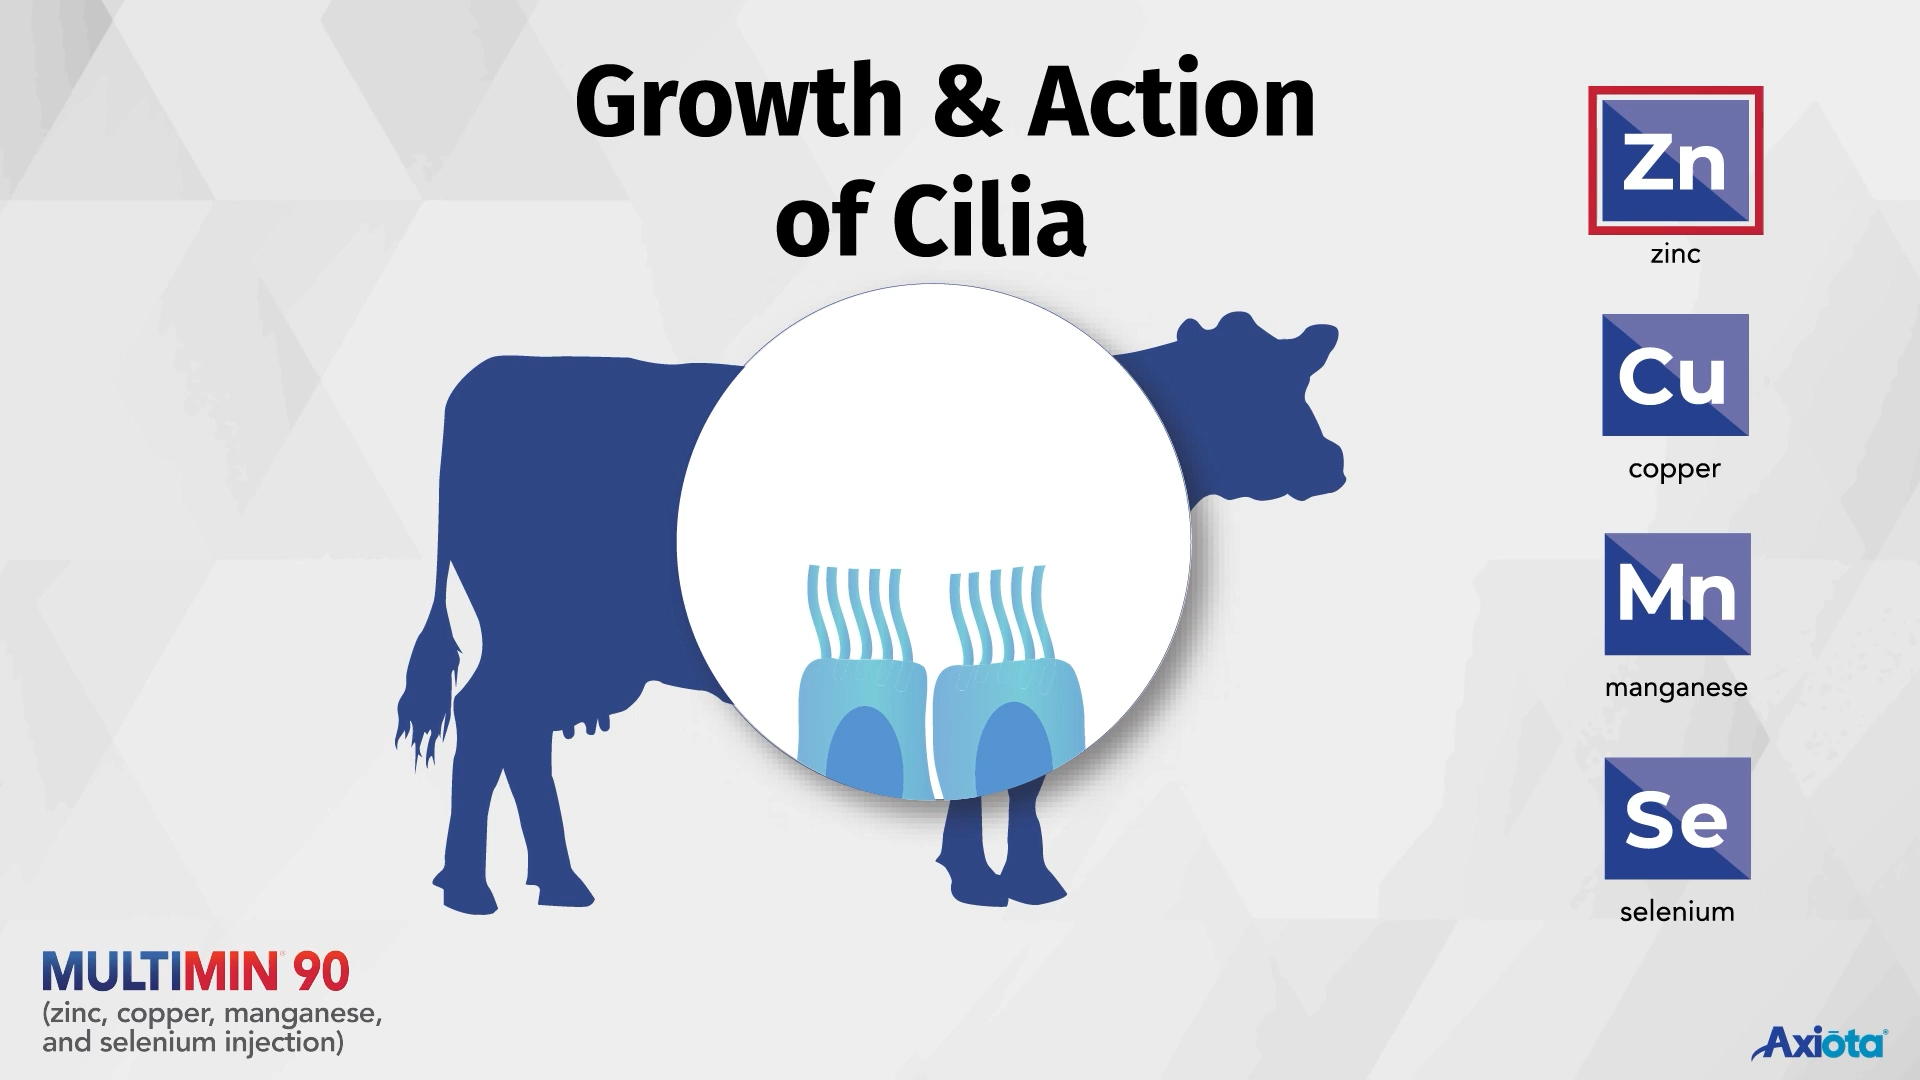 Growth & Action
of Cilia
Zn
zinc
Cu
copper
Mn
manganese
Se
selenium
MULTIMIN® 90
(zinc, copper, manganese,
and selenium injection)
Axiōta®